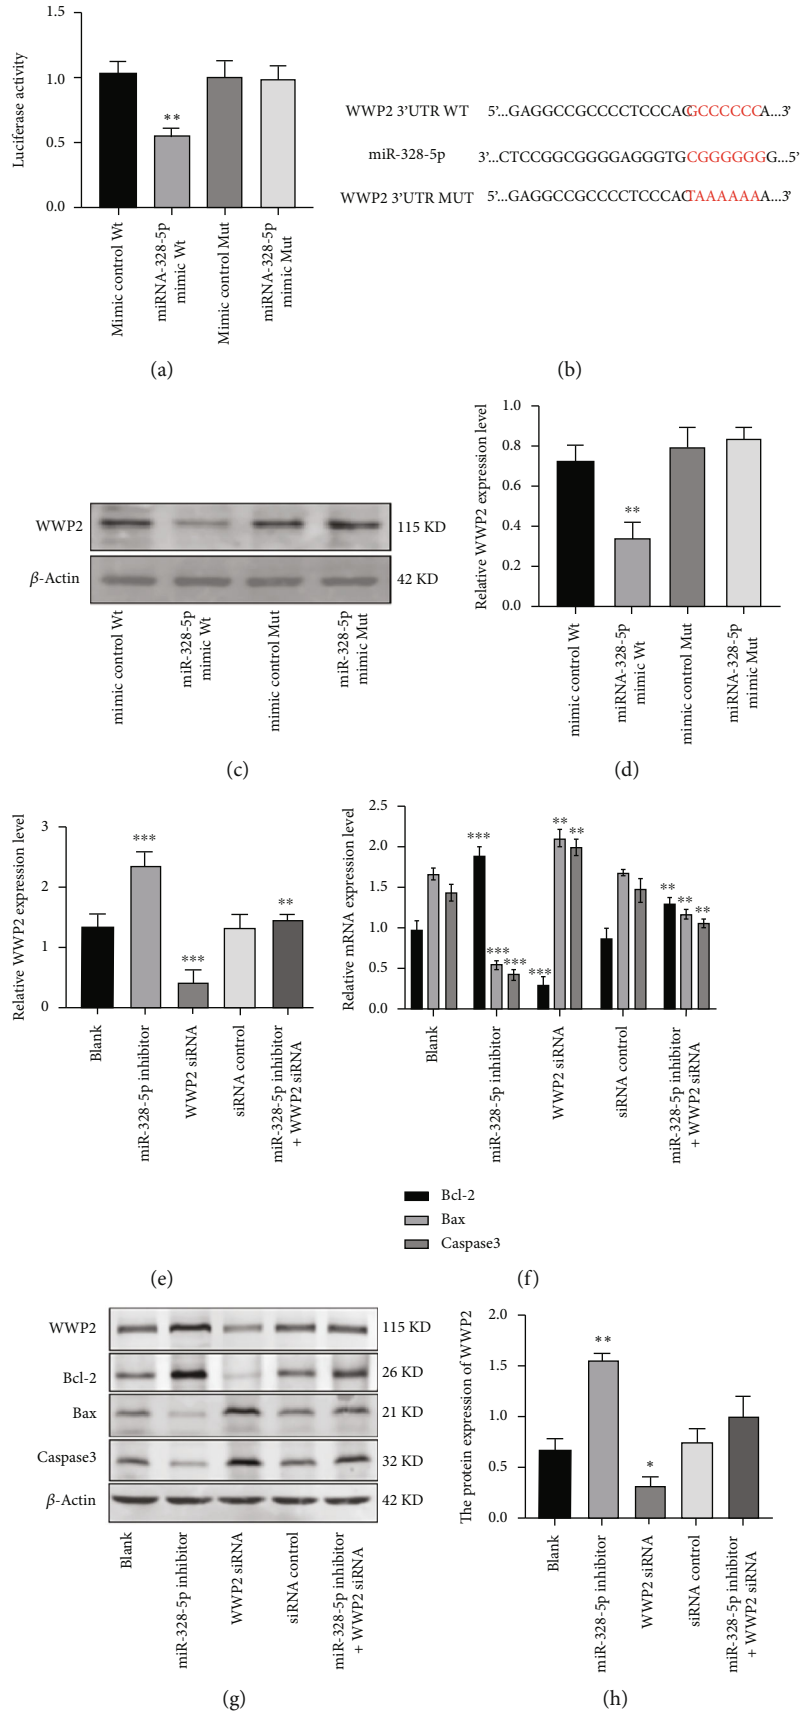 1.5
1.0
0.5
0.0
Luciferase activity
**
Mimic control Wt
miRNA-328-5p
mimic Wt
Mimic control Mut
miRNA-328-5p
mimic Mut
(a)
WWP2 3'UTR WT 5'...GAGGCCGCCCCTCCCACGCCCCCCA...3'
miR-328-5p 3'...CTCCGGCGGGGAGGGTGCGGGGGGG...5'
WWP2 3'UTR MUT 5'...GAGGCCGCCCCTCCCACTAAAAAAA...3'
(b)
WWP2 115 KD
β-Actin 42 KD
mimic control Wt
miR-328-5p
mimic Wt
mimic control Mut
miR-328-5p
mimic Mut
(c)
1.0
0.8
0.6
0.4
0.2
0.0
Relative WWP2 expression level
**
mimic control Wt
miRNA-328-5p
mimic Wt
mimic control Mut
miRNA-328-5p
mimic Mut
(d)
3
2
1
0
Relative WWP2 expression level
***
***
**
Blank
miR-328-5p inhibitor
WWP2 siRNA
siRNA control
miR-328-5p inhibitor
+ WWP2 siRNA
(e)
2.5
2.0
1.5
1.0
0.5
0.0
Relative mRNA expression level
***
***
***
***
**
**
**
**
**
Blank
miR-328-5p inhibitor
WWP2 siRNA
siRNA control
miR-328-5p inhibitor
+ WWP2 siRNA
Bcl-2
Bax
Caspase3
(f)
WWP2 115 KD
Bcl-2 26 KD
Bax 21 KD
Caspase3 32 KD
β-Actin 42 KD
Blank
miR-328-5p inhibitor
WWP2 siRNA
siRNA control
miR-328-5p inhibitor
+ WWP2 siRNA
(g)
2.0
1.5
1.0
0.5
0.0
The protein expression of WWP2
**
*
Blank
miR-328-5p inhibitor
WWP2 siRNA
siRNA control
miR-328-5p inhibitor
+ WWP2 siRNA
(h)